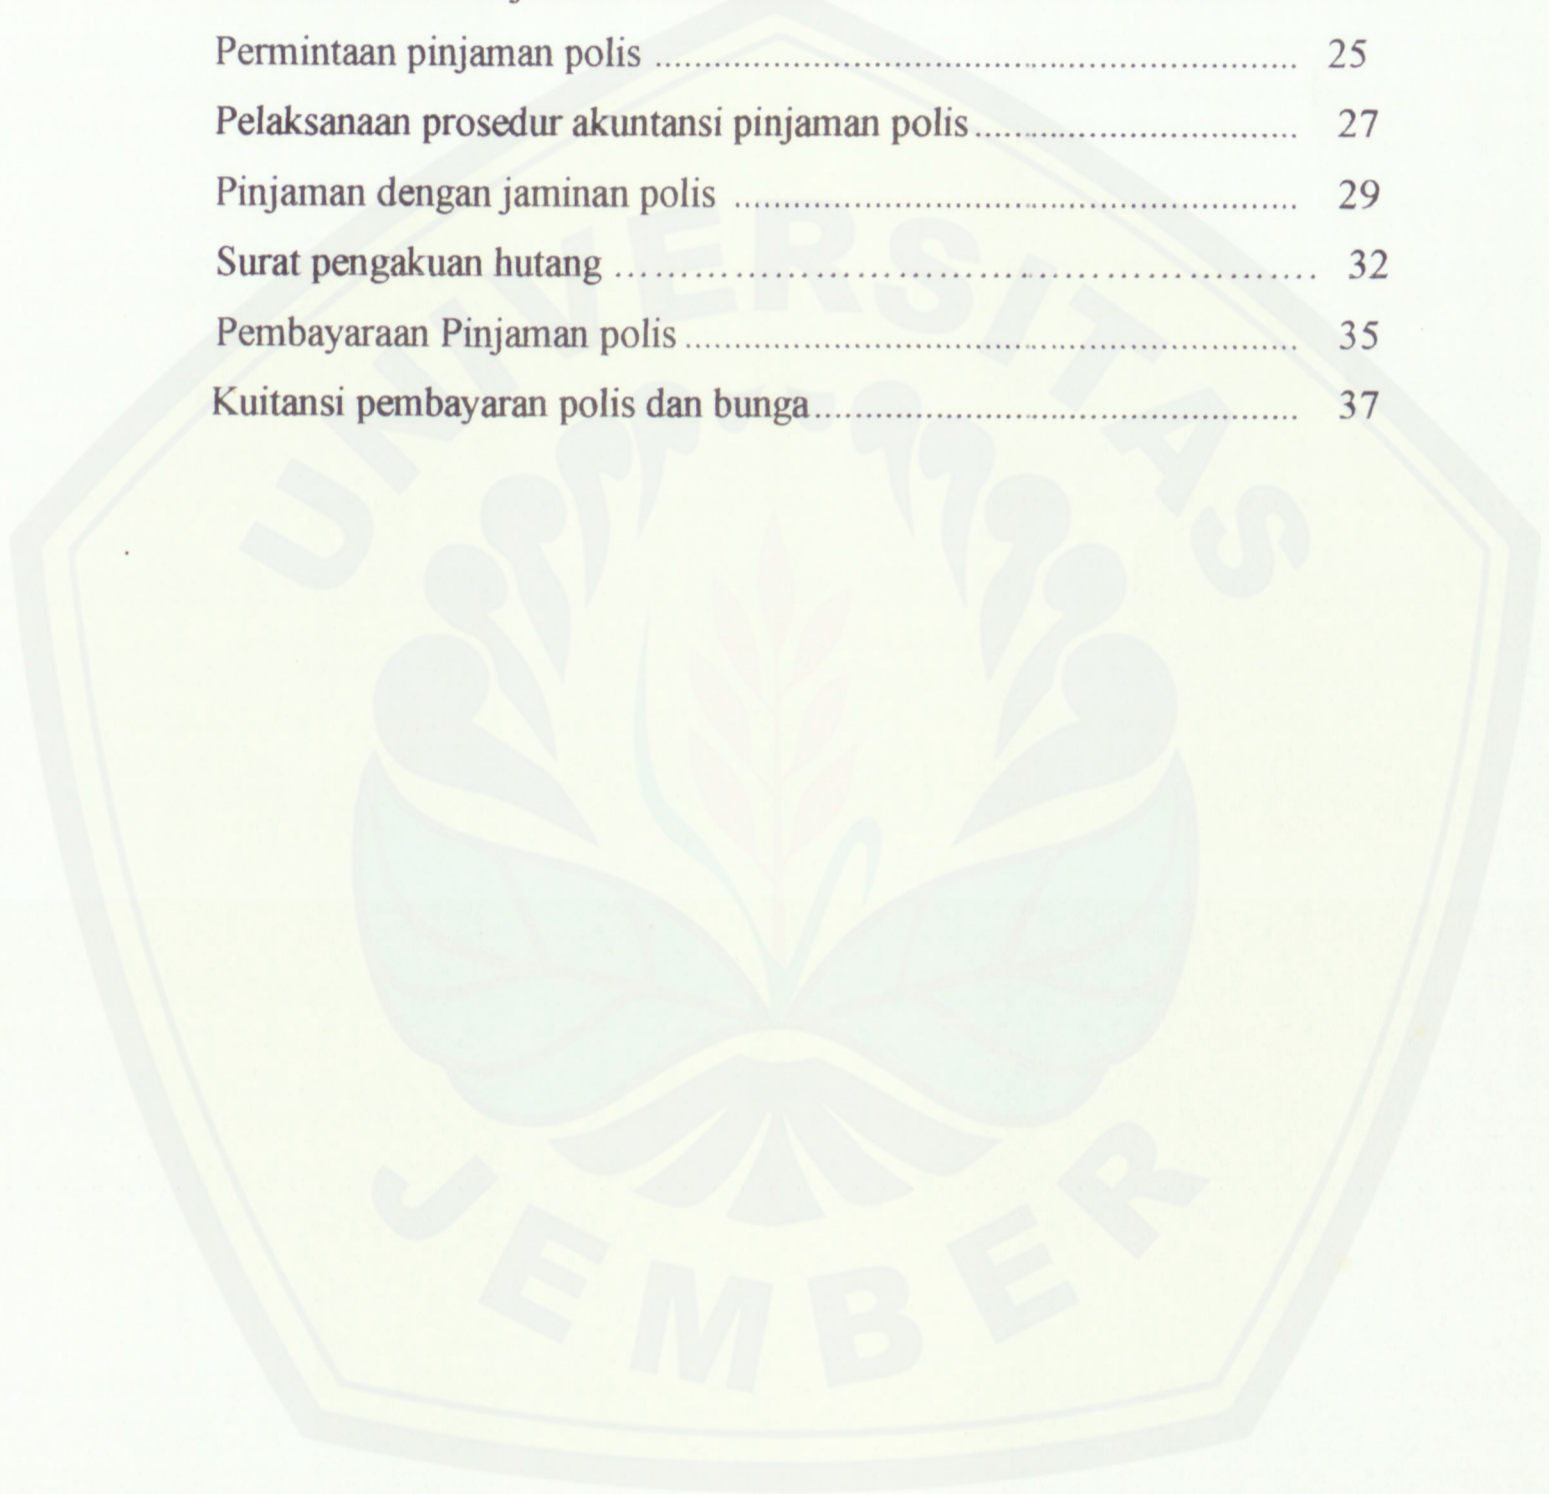 Permintaan pinjaman polis ........................................................................ 25
Pelaksanaan prosedur akuntansi pinjaman polis.................................... 27
Pinjaman dengan jaminan polis ............................................................... 29
Surat pengakuan hutang ........................................................ 32
Pembayaraan Pinjaman polis.................................................................... 35
Kuitansi pembayaran polis dan bunga...................................................... 37
UNIVERSITAS
JEMBER